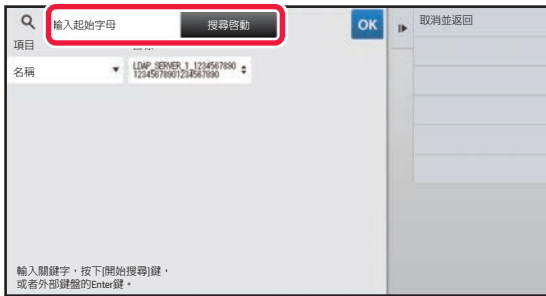 輸入起始字母
搜尋啓動
OK
取消並返回
項目
名稱
LDAP_SERVER_1_1234567890
12345678901234567890
輸入關鍵字，按下[開始搜尋]鍵，
或者外部鍵盤的Enter鍵。